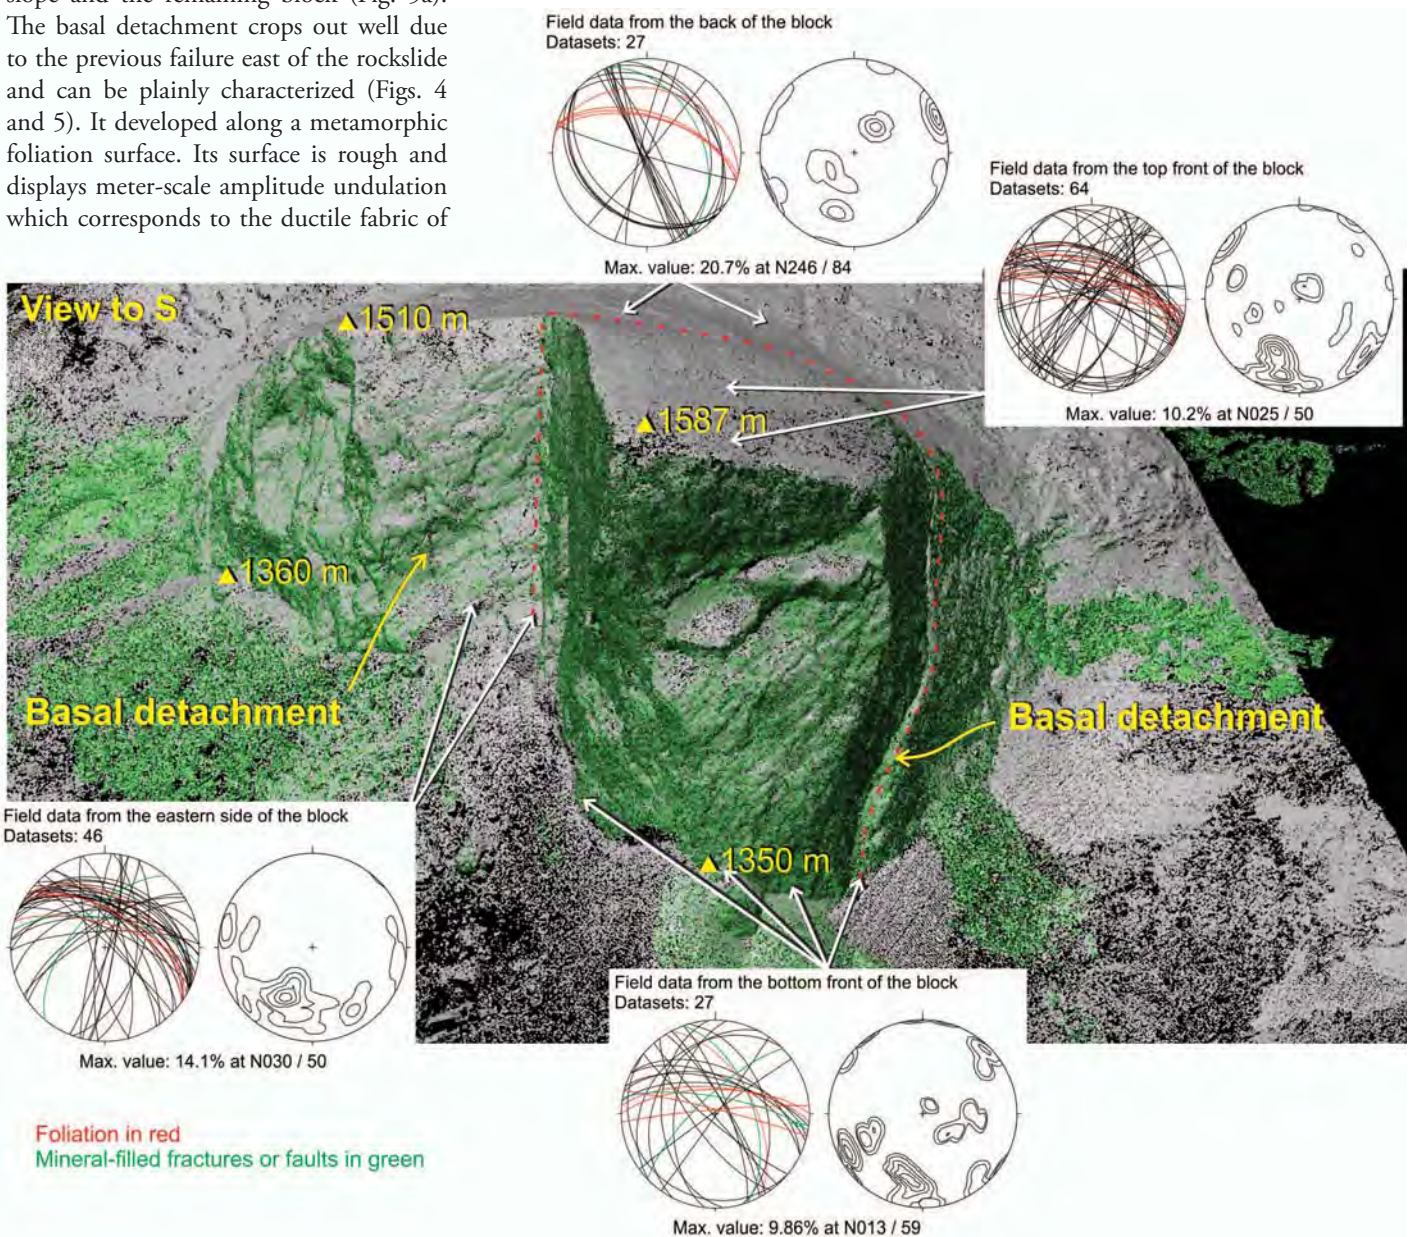 slope and the remaining block (Fig. 9a).
The basal detachment crops out well due
to the previous failure east of the rockslide
and can be plainly characterized (Figs. 4
and 5). It developed along a metamorphic
foliation surface. Its surface is rough and
displays meter-scale amplitude undulation
which corresponds to the ductile fabric of
Field data from the back of the block
Datasets: 27
Max. value: 20.7% at N246 / 84
Field data from the top front of the block
Datasets: 64
Max. value: 10.2% at N025 / 50
View to S
▲1510 m
▲1587 m
▲1360 m
Basal detachment
Basal detachment
▲1350 m
Field data from the eastern side of the block
Datasets: 46
Max. value: 14.1% at N030 / 50
Field data from the bottom front of the block
Datasets: 27
Max. value: 9.86% at N013 / 59
Foliation in red
Mineral-filled fractures or faults in green